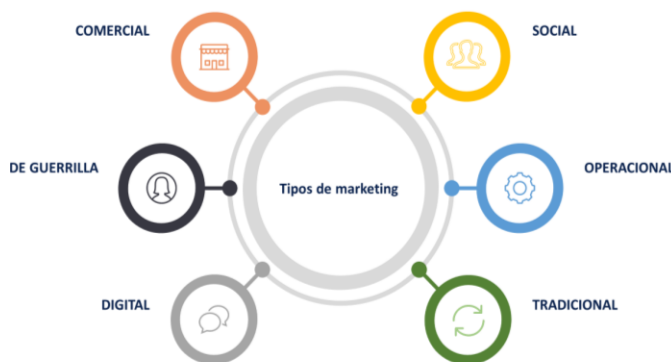 COMERCIAL
SOCIAL
DE GUERRILLA
Tipos de marketing
OPERACIONAL
DIGITAL
TRADICIONAL